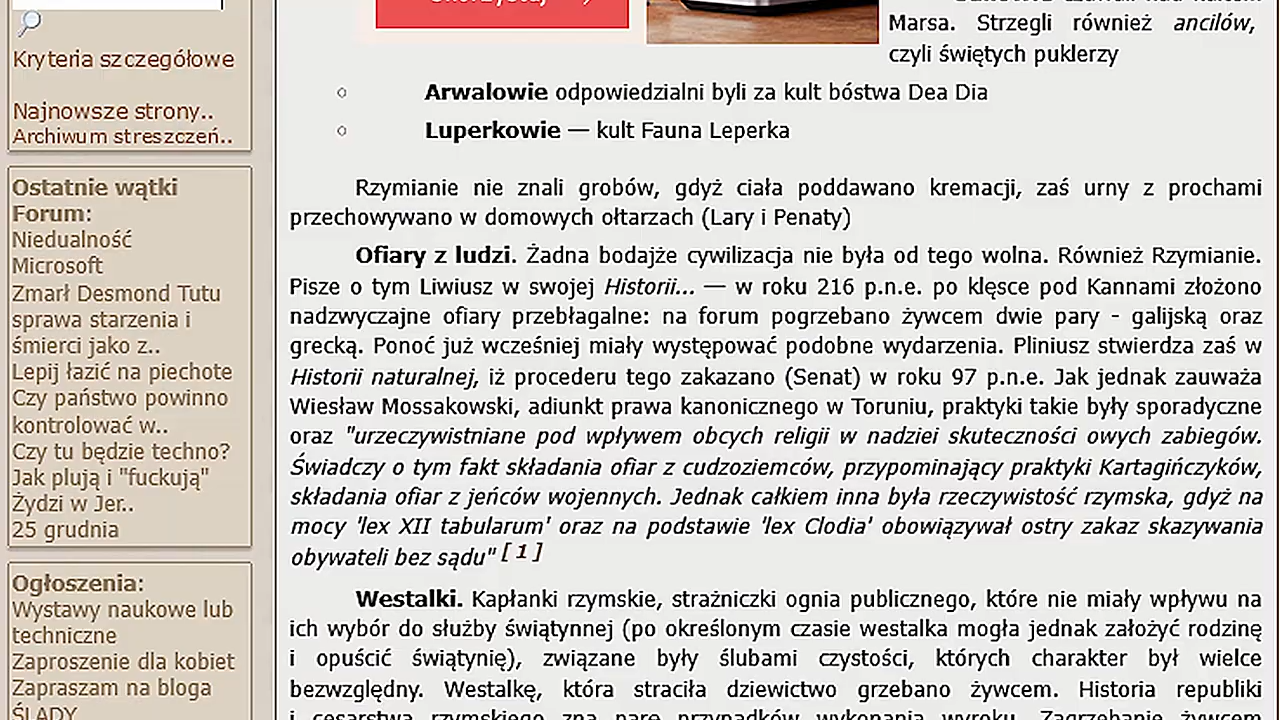 Kryteria szczegółowe
Najnowsze strony..
Archiwum streszczeń..
Ostatnie wątki
Forum:
Niedualność
Microsoft
Zmarł Desmond Tutu
sprawa starzenia i
śmierci jako z..
Lepij łazić na piechote
Czy państwo powinno
kontrolować w..
Czy tu będzie techno?
Jak plują i "fuckują"
Żydzi w Jer..
25 grudnia
Ogłoszenia:
Wystawy naukowe lub
techniczne
Zaproszenie dla kobiet
Zapraszam na bloga
ŚLADY
Marsa. Strzegli również ancilów,
czyli świętych puklerzy
Arwalowie odpowiedzialni byli za kult bóstwa Dea Dia
Luperkowie — kult Fauna Leperka
Rzymianie nie znali grobów, gdyż ciała poddawano kremacji, zaś urny z prochami
przechowywano w domowych ołtarzach (Lary i Penaty)
Ofiary z ludzi. Żadna bodajże cywilizacja nie była od tego wolna. Również Rzymianie.
Pisze o tym Liwiusz w swojej Historii... — w roku 216 p.n.e. po klęsce pod Kannami złożono
nadzwyczajne ofiary przebłagalne: na forum pogrzebano żywcem dwie pary - galijską oraz
grecką. Ponoć już wcześniej miały występować podobne wydarzenia. Pliniusz stwierdza zaś w
Historii naturalnej, iż procederu tego zakazano (Senat) w roku 97 p.n.e. Jak jednak zauważa
Wiesław Mossakowski, adiunkt prawa kanonicznego w Toruniu, praktyki takie były sporadyczne
oraz "urzeczywistniane pod wpływem obcych religii w nadziei skuteczności owych zabiegów.
Świadczy o tym fakt składania ofiar z cudzoziemców, przypominający praktyki Kartagińczyków,
składania ofiar z jeńców wojennych. Jednak całkiem inna była rzeczywistość rzymska, gdyż na
mocy 'lex XII tabularum' oraz na podstawie 'lex Clodia' obowiązywał ostry zakaz skazywania
obywateli bez sądu" [ 1 ]
Westalki. Kapłanki rzymskie, strażniczki ognia publicznego, które nie miały wpływu na
ich wybór do służby świątynnej (po określonym czasie westalka mogła jednak założyć rodzinę
i opuścić świątynię), związane były ślubami czystości, których charakter był wielce
bezwzględny. Westalkę, która straciła dziewictwo grzebano żywcem. Historia republiki
i cesarstwa rzymskiego zna parę przypadków wykonania wyroku. Zagrzebanie żywcem